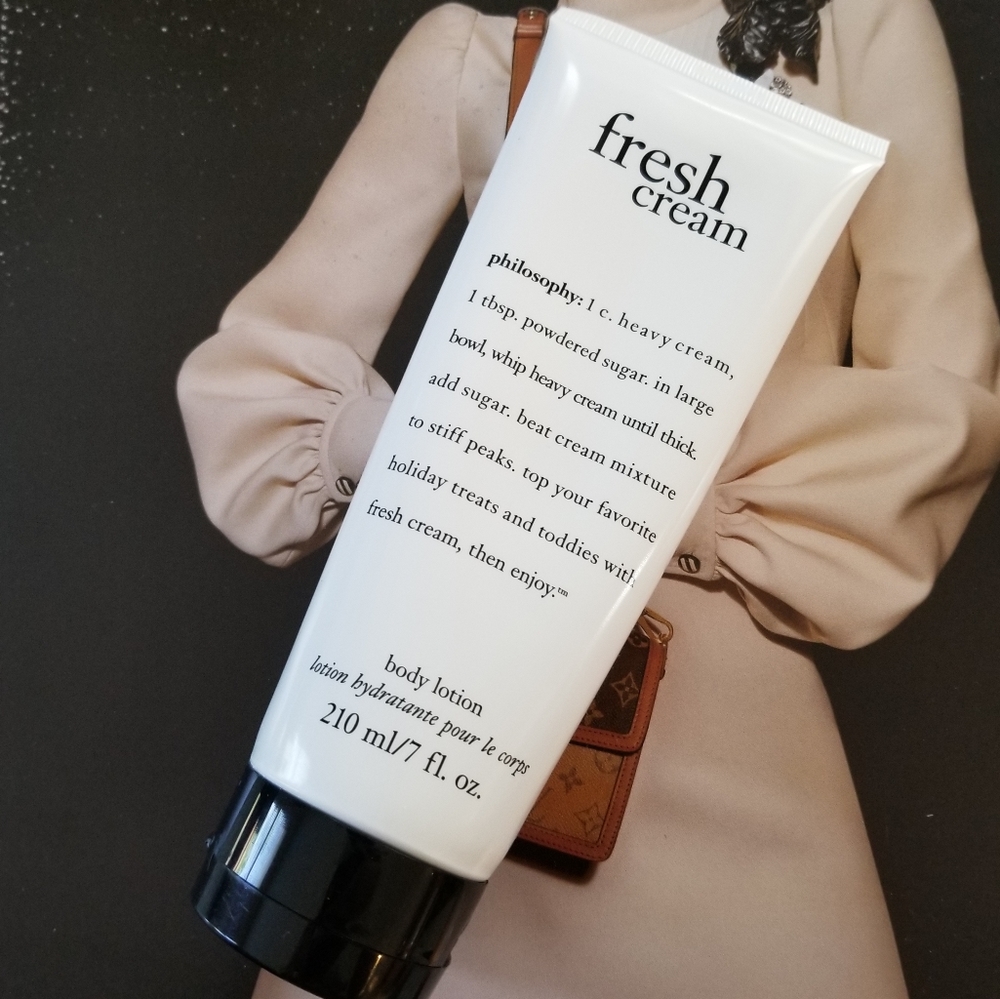 fresh
cream
philosophy: 1 c. heavy cream,
1 tbsp. powdered sugar. in large
bowl, whip heavy cream until thick.
add sugar. beat cream mixture
to stiff peaks. top your favorite
holiday treats and toddies with
fresh cream, then enjoy.™
body lotion
lotion hydratante pour le corps
210 ml/7 fl. oz.